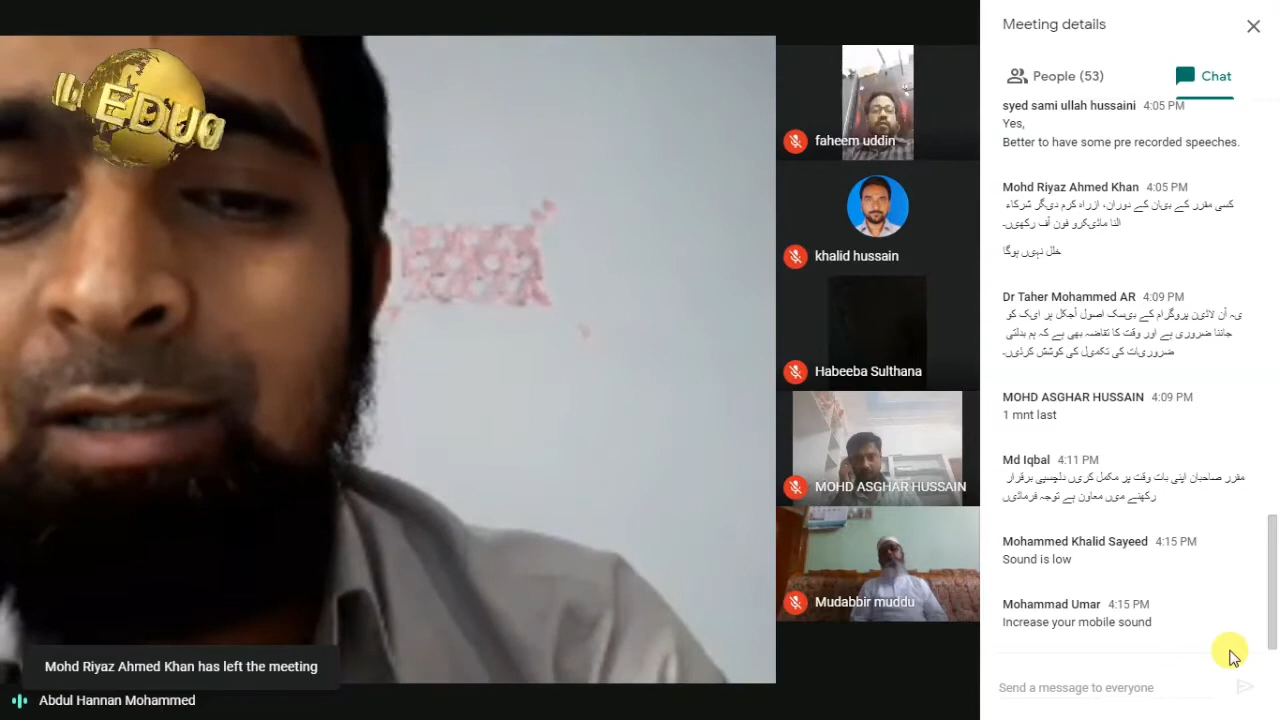 Meeting details
People (53)
Chat
syed sami ullah hussaini 4:05 PM
Yes,
Better to have some pre recorded speeches.
Mohd Riyaz Ahmed Khan 4:05 PM
کسی مقرر کے بیان کے دوران، ازراہ کرم دیگر شرکاء
النا مائیکرو فون آف رکھیں۔
خلل نہیں ہوگا
Dr Taher Mohammed AR 4:09 PM
یہ آن لائین پروگرام کے بیسک اصول آجکل ہر ایک کو
جاننا ضروری ہے اور وقت کا تقاضہ بھی ہے کہ ہم بدلتی
ضروریات کی تکمیل کی کوشش کرئیں۔
MOHD ASGHAR HUSSAIN 4:09 PM
1 mnt last
Md Iqbal 4:11 PM
مقرر صاحبان اپنی بات وقت پر مکمل کریں دلچسپی برقرار
رکھنے میں معاون ہے توجہ فرمائیں
Mohammed Khalid Sayeed 4:15 PM
Sound is low
Mohammad Umar 4:15 PM
Increase your mobile sound
Send a message to everyone
EDU
faheem uddin
khalid hussain
Habeeba Sulthana
MOHD ASGHAR HUSSAIN
Mudabbir muddu
Mohd Riyaz Ahmed Khan has left the meeting
Abdul Hannan Mohammed